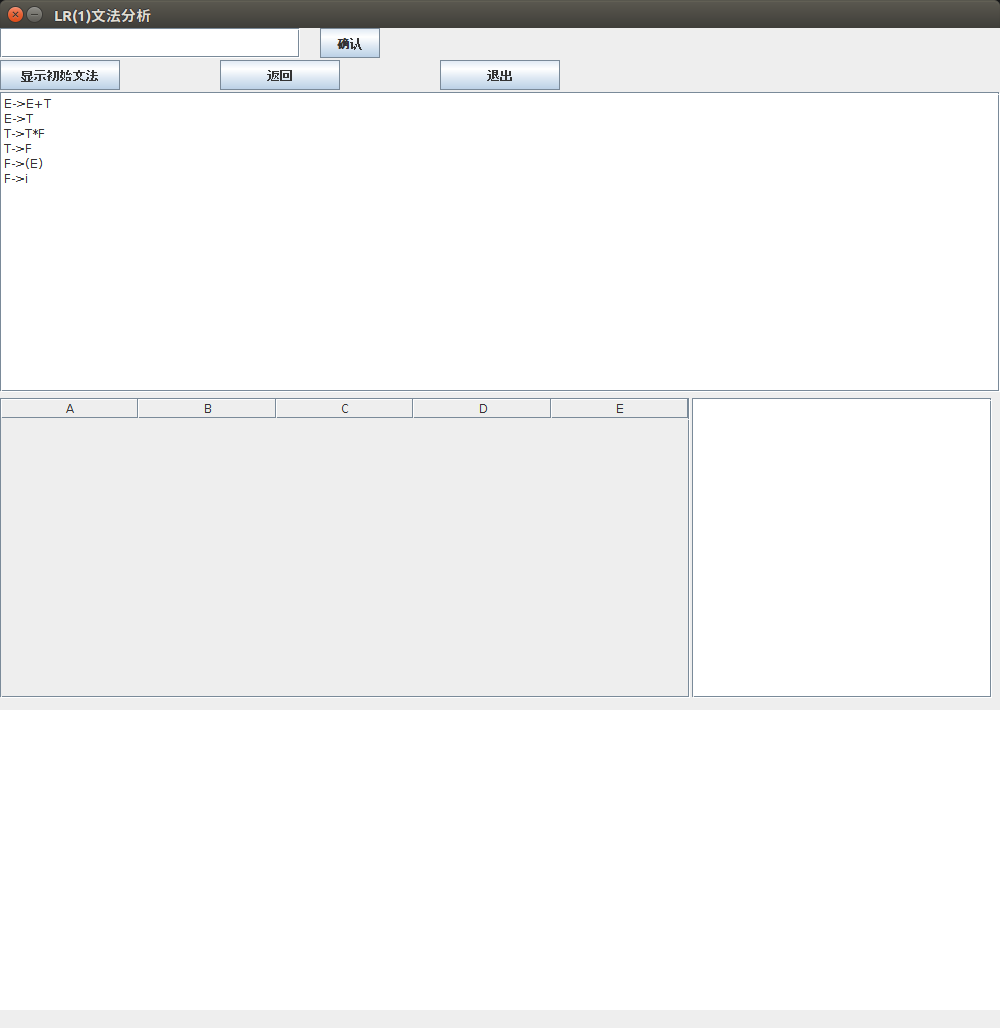 LR(1)文法分析
确认
显示初始文法
返回
退出
E->E+T
E->T
T->T*F
T->F
F->(E)
F->i
A B C D E